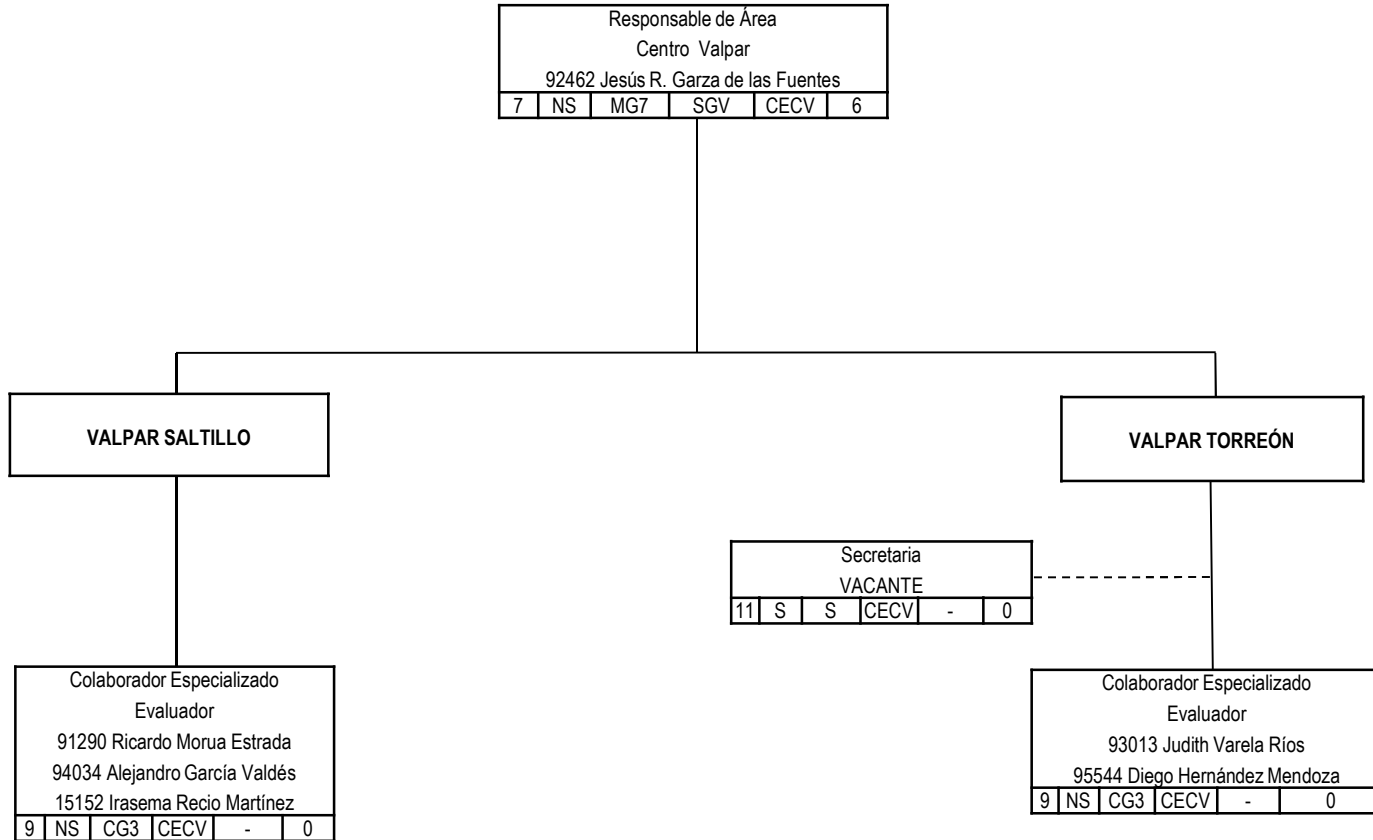 Responsable de Área
Centro Valpar
92462 Jesús R. Garza de las Fuentes
7 NS MG7 SGV CECV 6
VALPAR SALTILLO
VALPAR TORREÓN
Secretaria
VACANTE
11 S S CECV - 0
Colaborador Especializado
Evaluador
91290 Ricardo Morua Estrada
94034 Alejandro García Valdés
15152 Irasema Recio Martínez
9 NS CG3 CECV - 0
Colaborador Especializado
Evaluador
93013 Judith Varela Ríos
95544 Diego Hernández Mendoza
9 NS CG3 CECV - 0